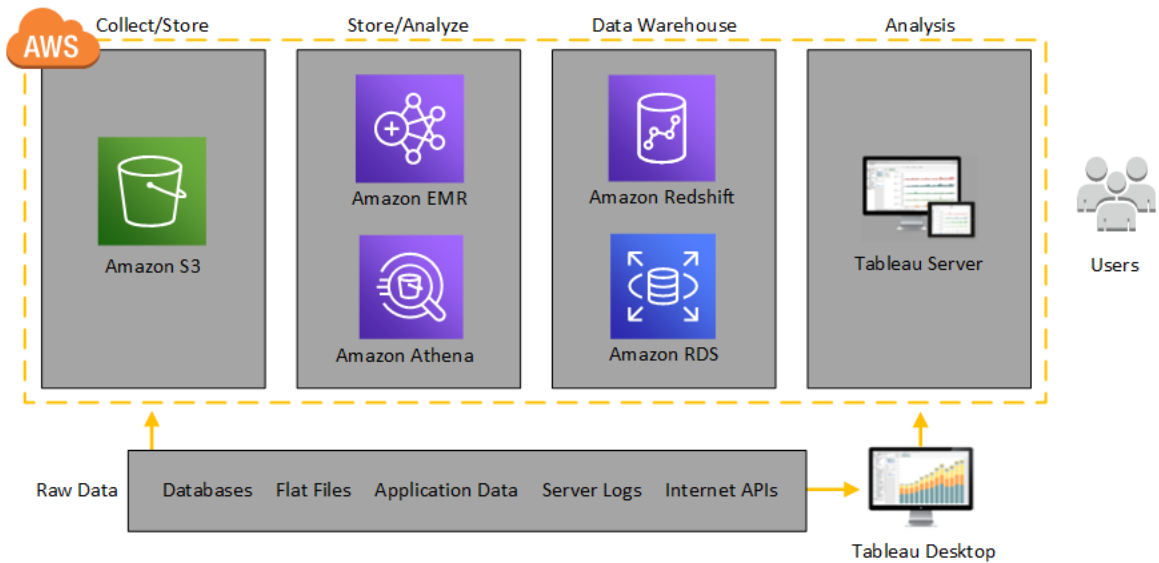 AWS
Collect/Store
Store/Analyze
Data Warehouse
Analysis
Amazon S3
Amazon EMR
Amazon Athena
Amazon Redshift
Amazon RDS
Tableau Server
Users
Raw Data
Databases
Flat Files
Application Data
Server Logs
Internet APIs
Tableau Desktop